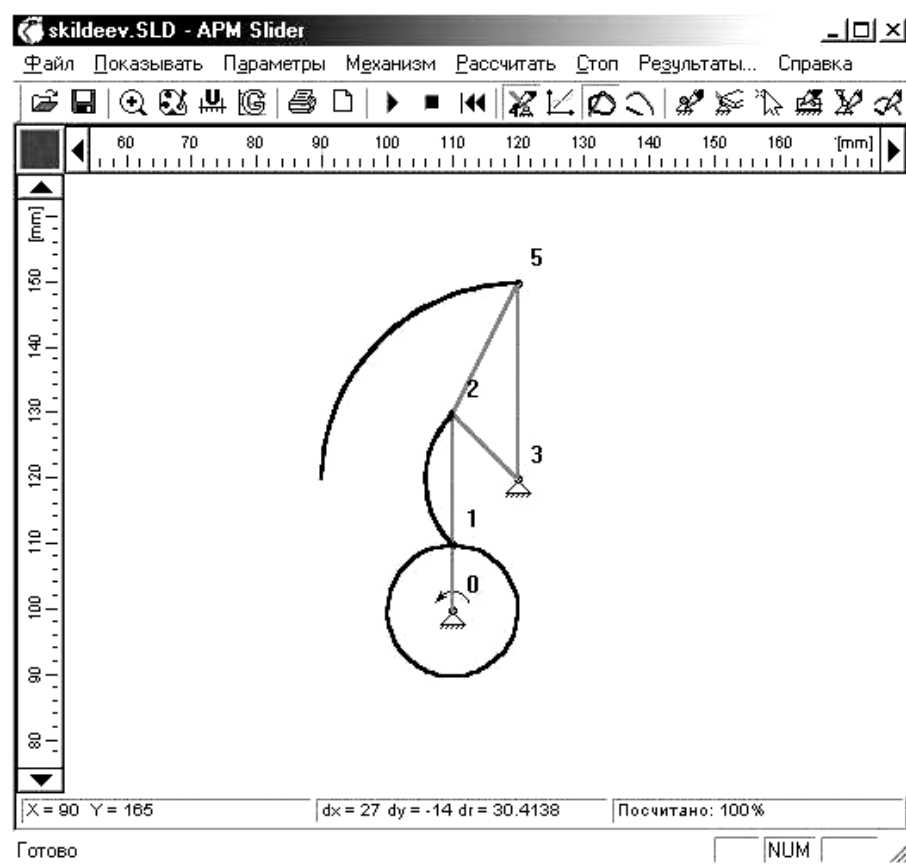 skildeev.SLD - APM Slider
Файл Показывать Параметры Механизм Рассчитать Стоп Результаты... Справка
60 70 80 90 100 110 120 130 140 150 160 [mm]
[mm]
150
140
130
120
110
100
90
80
5
2
3
1
0
X = 90 Y = 165 dx = 27 dy = -14 dr = 30.4138 Посчитано: 100%
Готово NUM